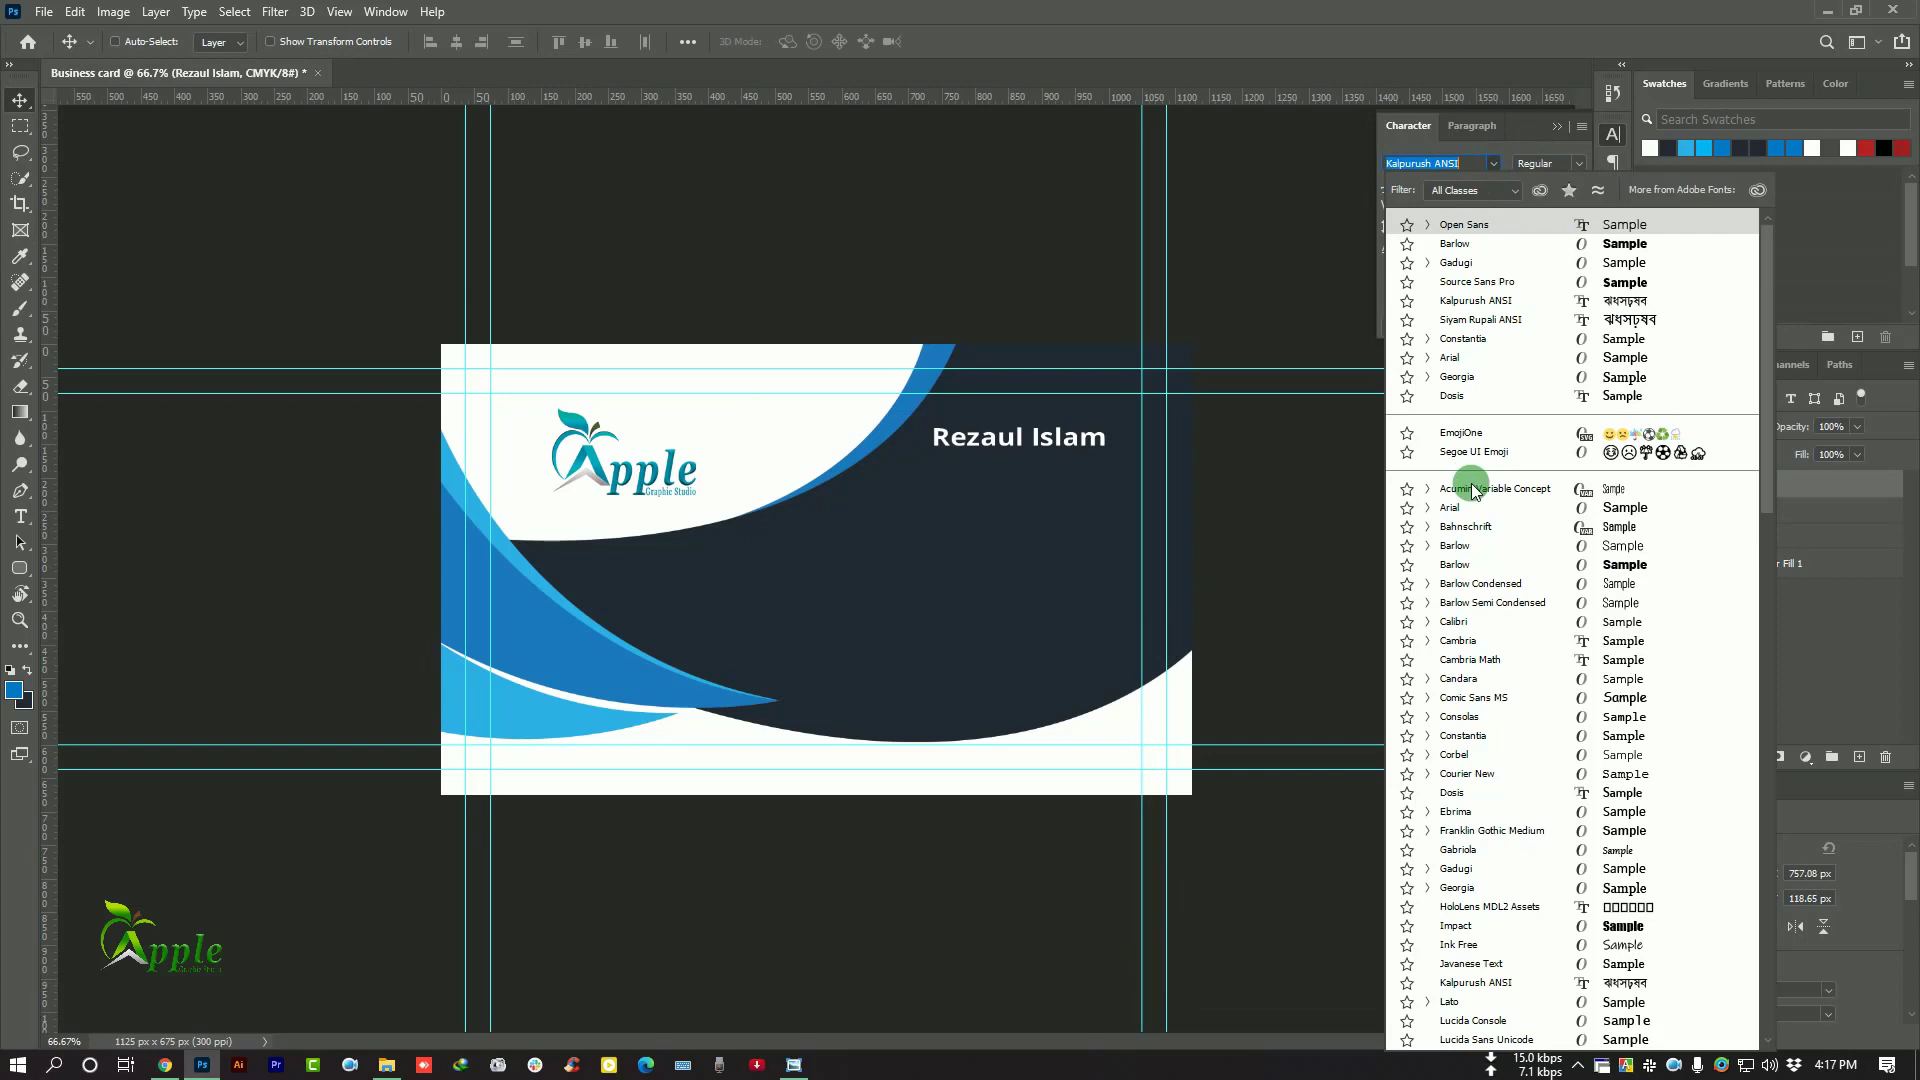 Ps File Edit Image Layer Type Select Filter 3D View Window Help
Auto-Select: Layer Show Transform Controls 3D Mode:
Business card @ 66.7% (Rezaul Islam, CMYK/8#) *
Swatches Gradients Patterns Color
Character Paragraph
Search Swatches
Kalpurush ANSI Regular
Filter: All Classes More from Adobe Fonts:
Open Sans Sample
Barlow Sample
Gadugi Sample
Source Sans Pro Sample
Kalpurush ANSI
Siyam Rupali ANSI
Constantia Sample
Arial Sample
Georgia Sample
Dosis Sample
EmojiOne
Segoe UI Emoji
Acumin Variable Concept Sample
Arial Sample
Bahnschrift Sample
Barlow Sample
Barlow Sample
Barlow Condensed Sample
Barlow Semi Condensed Sample
Calibri Sample
Cambria Sample
Cambria Math Sample
Candara Sample
Comic Sans MS Sample
Consolas Sample
Constantia Sample
Corbel Sample
Courier New Sample
Dosis Sample
Ebrima Sample
Franklin Gothic Medium Sample
Gabriola Sample
Gadugi Sample
Georgia Sample
HoloLens MDL2 Assets
Impact Sample
Ink Free Sample
Javanese Text Sample
Kalpurush ANSI
Lato Sample
Lucida Console Sample
Lucida Sans Unicode Sample
Paths
Opacity: 100%
Fill: 100%
Fill 1
757.08 px
118.65 px
Rezaul Islam
Apple
Graphic Studio
Apple
Graphic Studio
66.67% 1125 px x 675 px (300 ppi)
15.0 kbps
7.1 kbps
4:17 PM